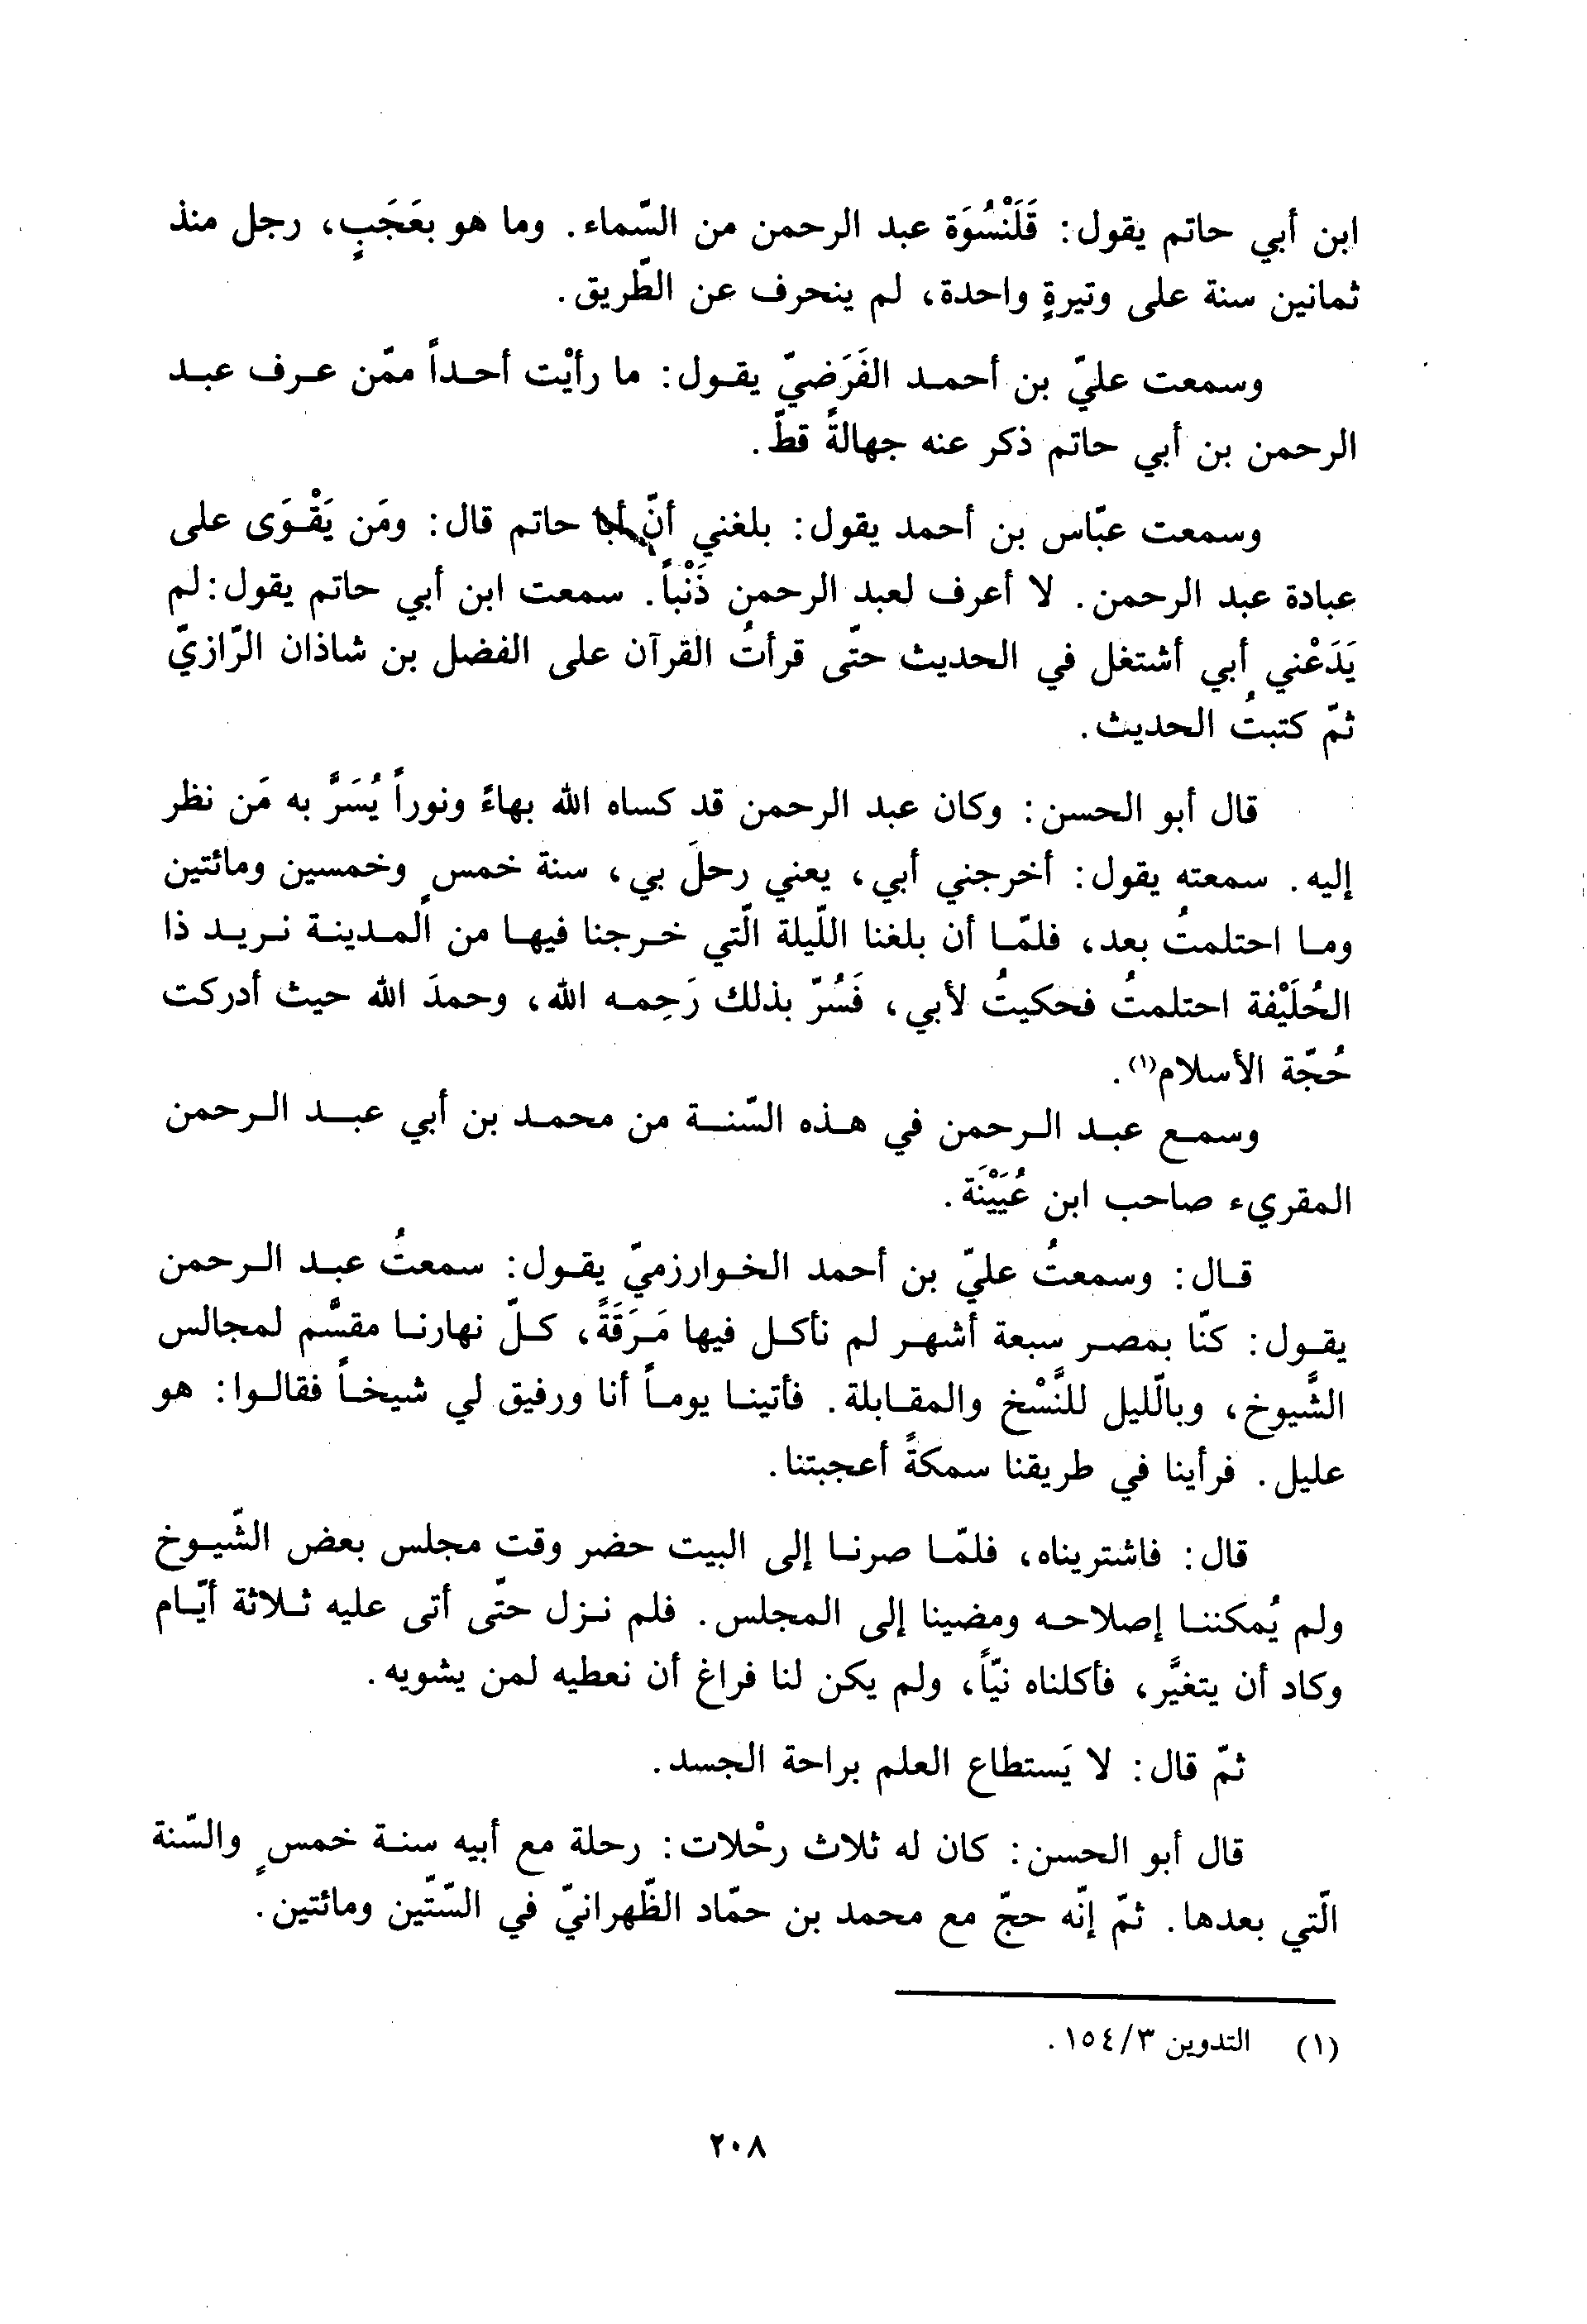 ابن أبي حاتم يقول: قَلَنْسُوَة عبد الرحمن من السّماء. وما هو بعَجَبٍ، رجل منذ
ثمانين سنة على وتيرةٍ واحدة، لم ينحرف عن الطّريق.
وسمعت عليّ بن أحمد الفَرَضيّ يقول: ما رأيْت أحداً ممّن عرف عبد
الرحمن بن أبي حاتم ذكر عنه جهالةً قطّ.
وسمعت عبّاس بن أحمد يقول: بلغني أنّ أبا حاتم قال: ومَن يَقْوَى على
عبادة عبد الرحمن. لا أعرف لعبد الرحمن ذَنْباً. سمعت ابن أبي حاتم يقول: لم
يَدَعْني أبي أشتغل في الحديث حتّى قرأتُ القرآن على الفضل بن شاذان الرّازيّ
ثمّ كتبتُ الحديث.
قال أبو الحسن: وكان عبد الرحمن قد كساه الله بهاءً ونوراً يُسَرُّ به مَن نظر
إليه. سمعته يقول: أخرجني أبي، يعني رحلَ بي، سنة خمسٍ وخمسين ومائتين
وما احتلمتُ بعد، فلمّا أن بلغنا اللّيلة الّتي خرجنا فيها من المدينة نريد ذا
الحُلَيْفة احتلمتُ فحكيتُ لأبي، فَسُرّ بذلك رَحِمه الله، وحمدَ الله حيث أدركت
حُجّة الأسلام(١).
وسمع عبد الرحمن في هذه السّنة من محمد بن أبي عبد الرحمن
المقريء صاحب ابن عُيَيْنَة.
قال: وسمعتُ عليّ بن أحمد الخوارزميّ يقول: سمعتُ عبد الرحمن
يقول: كنّا بمصر سبعة أشهر لم نأكل فيها مَرَقَةً، كلّ نهارنا مقسَّم لمجالس
الشّيوخ، وباللّيل للنَّسْخ والمقابلة. فأتينا يوماً أنا ورفيق لي شيخاً فقالوا: هو
عليل. فرأينا في طريقنا سمكةً أعجبتنا.
قال: فاشتريناه، فلمّا صرنا إلى البيت حضر وقت مجلس بعض الشّيوخ
ولم يُمكننا إصلاحه ومضينا إلى المجلس. فلم نزل حتّى أتى عليه ثلاثة أيّام
وكاد أن يتغيَّر، فأكلناه نيّاً، ولم يكن لنا فراغ أن نعطيه لمن يشويه.
ثمّ قال: لا يَستطاع العلم براحة الجسد.
قال أبو الحسن: كان له ثلاث رحْلات: رحلة مع أبيه سنة خمسٍ والسّنة
الّتي بعدها. ثمّ إنّه حجّ مع محمد بن حمّاد الظّهرانيّ في السّتّين ومائتين.
(١) التدوين ٣/١٥٤.
٢٠٨